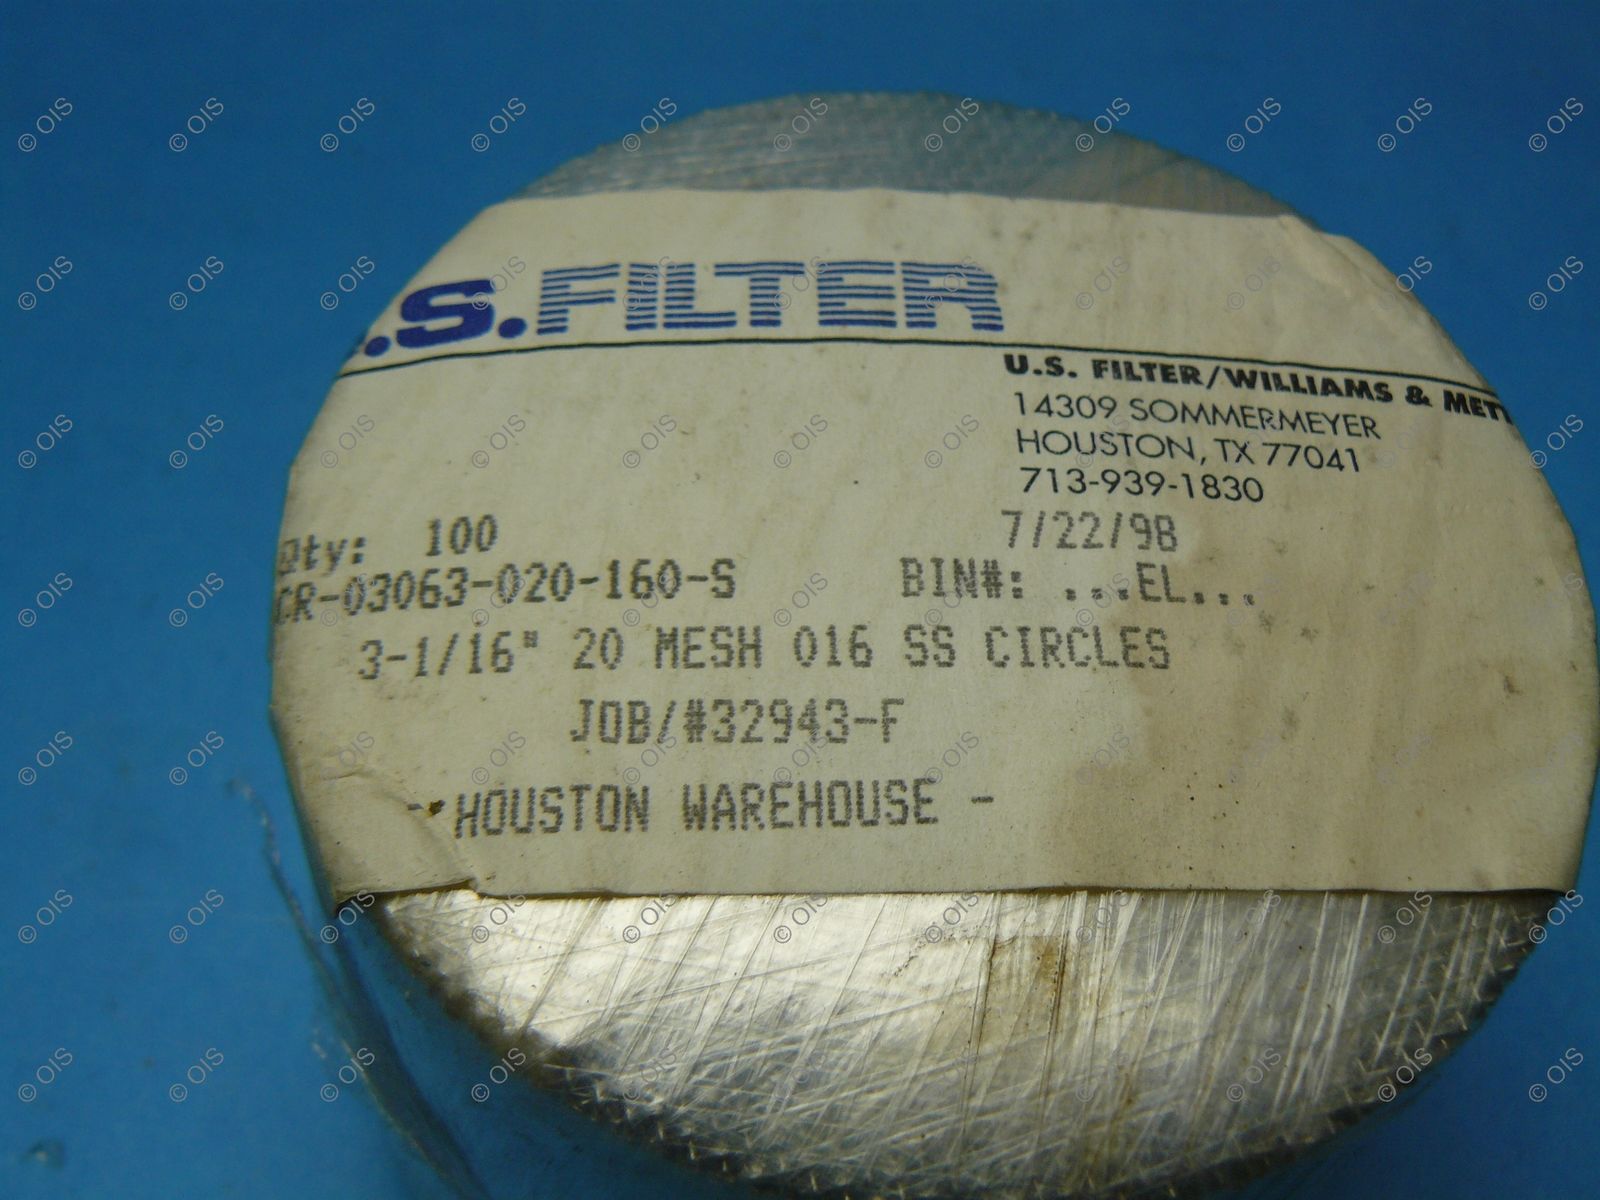 .S.FILTER
U.S. FILTER/WILLIAMS & MET
14309 SOMMERMEYER
HOUSTON, TX 77041
713-939-1830
7/22/98
Qty: 100
CR-03063-020-160-S BIN#: ...EL...
3-1/16" 20 MESH 016 SS CIRCLES
JOB/#32943-F
- HOUSTON WAREHOUSE -
© OIS